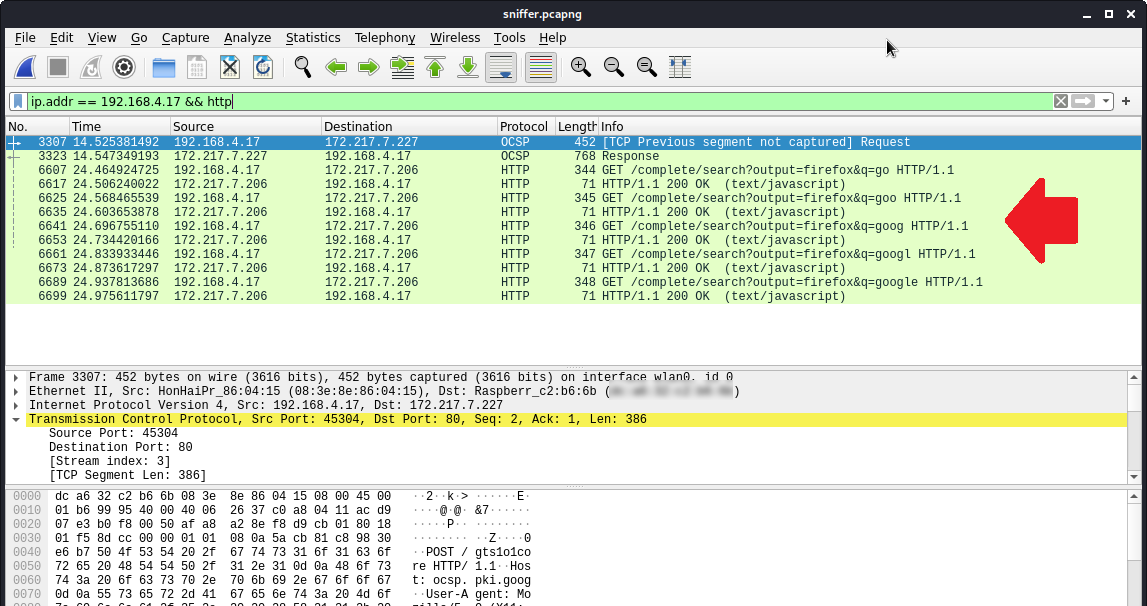 sniffer.pcapng
File Edit View Go Capture Analyze Statistics Telephony Wireless Tools Help
ip.addr == 192.168.4.17 && http
No. Time Source Destination Protocol Length Info
3307 14.525381492 192.168.4.17 172.217.7.227 OCSP 452 [TCP Previous segment not captured] Request
3323 14.547349193 172.217.7.227 192.168.4.17 OCSP 768 Response
6607 24.464924725 192.168.4.17 172.217.7.206 HTTP 344 GET /complete/search?output=firefox&q=go HTTP/1.1
6617 24.506240022 172.217.7.206 192.168.4.17 HTTP 71 HTTP/1.1 200 OK (text/javascript)
6625 24.568465539 192.168.4.17 172.217.7.206 HTTP 345 GET /complete/search?output=firefox&q=goo HTTP/1.1
6635 24.603653878 172.217.7.206 192.168.4.17 HTTP 71 HTTP/1.1 200 OK (text/javascript)
6641 24.696755110 192.168.4.17 172.217.7.206 HTTP 346 GET /complete/search?output=firefox&q=goog HTTP/1.1
6653 24.734420166 172.217.7.206 192.168.4.17 HTTP 71 HTTP/1.1 200 OK (text/javascript)
6661 24.833933446 192.168.4.17 172.217.7.206 HTTP 347 GET /complete/search?output=firefox&q=googl HTTP/1.1
6673 24.873617297 172.217.7.206 192.168.4.17 HTTP 71 HTTP/1.1 200 OK (text/javascript)
6689 24.937813686 192.168.4.17 172.217.7.206 HTTP 348 GET /complete/search?output=firefox&q=google HTTP/1.1
6699 24.975611797 172.217.7.206 192.168.4.17 HTTP 71 HTTP/1.1 200 OK (text/javascript)
Frame 3307: 452 bytes on wire (3616 bits), 452 bytes captured (3616 bits) on interface wlan0, id 0
Ethernet II, Src: HonHaiPr_86:04:15 (08:3e:8e:86:04:15), Dst: Raspberr_c2:b6:6b ( )
Internet Protocol Version 4, Src: 192.168.4.17, Dst: 172.217.7.227
Transmission Control Protocol, Src Port: 45304, Dst Port: 80, Seq: 2, Ack: 1, Len: 386
Source Port: 45304
Destination Port: 80
[Stream index: 3]
[TCP Segment Len: 386]
0000 dc a6 32 c2 b6 6b 08 3e 8e 86 04 15 08 00 45 00 ··2··k·> ······E·
0010 01 b6 99 95 40 00 40 06 26 37 c0 a8 04 11 ac d9 ····@·@· &7······
0020 07 e3 b0 f8 00 50 af a8 a2 8e f8 d9 cb 01 80 18 ·····P·· ········
0030 01 f5 8d cc 00 00 01 01 08 0a 5a cb 81 c8 98 30 ········ ··Z····0
0040 e6 b7 50 4f 53 54 20 2f 67 74 73 31 6f 31 63 6f ··POST / gts1o1co
0050 72 65 20 48 54 54 50 2f 31 2e 31 0d 0a 48 6f 73 re HTTP/ 1.1··Hos
0060 74 3a 20 6f 63 73 70 2e 70 6b 69 2e 67 6f 6f 67 t: ocsp. pki.goog
0070 0d 0a 55 73 65 72 2d 41 67 65 6e 74 3a 20 4d 6f ··User-A gent: Mo